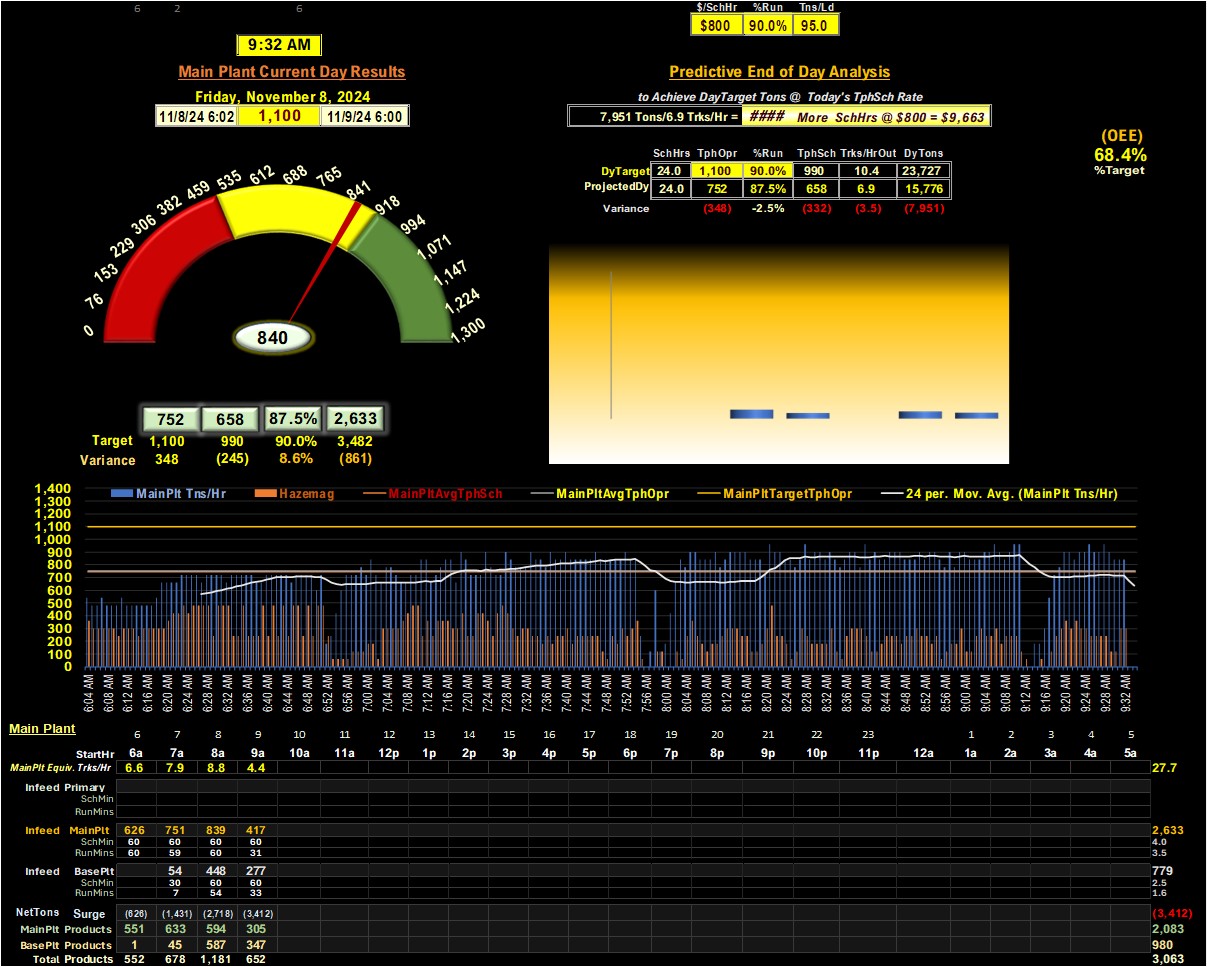 6 2 6
$/SchHr %Run Tns/Ld
$800 90.0% 95.0
9:32 AM
Main Plant Current Day Results
Friday, November 8, 2024
11/8/24 6:02 1,100 11/9/24 6:00
Predictive End of Day Analysis
to Achieve DayTarget Tons @ Today's TphSch Rate
7,951 Tons/6.9 Trks/Hr = #### More SchHrs @ $800 = $9,663
(OEE)
68.4%
%Target
SchHrs TphOpr %Run TphSch Trks/HrOut DyTons
DyTarget 24.0 1,100 90.0% 990 10.4 23,727
ProjectedDy 24.0 752 87.5% 658 6.9 15,776
Variance (348) -2.5% (332) (3.5) (7,951)
0 76 153 229 306 382 459 535 612 688 765 841 918 994 1,071 1,147 1,224 1,300
840
752 658 87.5% 2,633
Target 1,100 990 90.0% 3,482
Variance 348 (245) 8.6% (861)
MainPlt Tns/Hr Hazemag MainPltAvgTphSch MainPltAvgTphOpr MainPltTargetTphOpr 24 per. Mov. Avg. (MainPlt Tns/Hr)
1,400
1,300
1,200
1,100
1,000
900
800
700
600
500
400
300
200
100
0
6:04 AM 6:08 AM 6:12 AM 6:16 AM 6:20 AM 6:24 AM 6:28 AM 6:32 AM 6:36 AM 6:40 AM 6:44 AM 6:48 AM 6:52 AM 6:56 AM 7:00 AM 7:04 AM 7:08 AM 7:12 AM 7:16 AM 7:20 AM 7:24 AM 7:28 AM 7:32 AM 7:36 AM 7:40 AM 7:44 AM 7:48 AM 7:52 AM 7:56 AM 8:00 AM 8:04 AM 8:08 AM 8:12 AM 8:16 AM 8:20 AM 8:24 AM 8:28 AM 8:32 AM 8:36 AM 8:40 AM 8:44 AM 8:48 AM 8:52 AM 8:56 AM 9:00 AM 9:04 AM 9:08 AM 9:12 AM 9:16 AM 9:20 AM 9:24 AM 9:28 AM 9:32 AM
Main Plant
6 7 8 9 10 11 12 13 14 15 16 17 18 19 20 21 22 23 1 2 3 4 5
StartHr 6a 7a 8a 9a 10a 11a 12p 1p 2p 3p 4p 5p 6p 7p 8p 9p 10p 11p 12a 1a 2a 3a 4a 5a
MainPlt Equiv. Trks/Hr 6.6 7.9 8.8 4.4 27.7
Infeed Primary
SchMin
RunMins
Infeed MainPlt 626 751 839 417 2,633
SchMin 60 60 60 60 4.0
RunMins 60 59 60 31 3.5
Infeed BasePlt 54 448 277 779
SchMin 30 60 60 2.5
RunMins 7 54 33 1.6
NetTons Surge (626) (1,431) (2,718) (3,412) (3,412)
MainPlt Products 551 633 594 305 2,083
BasePlt Products 1 45 587 347 980
Total Products 552 678 1,181 652 3,063